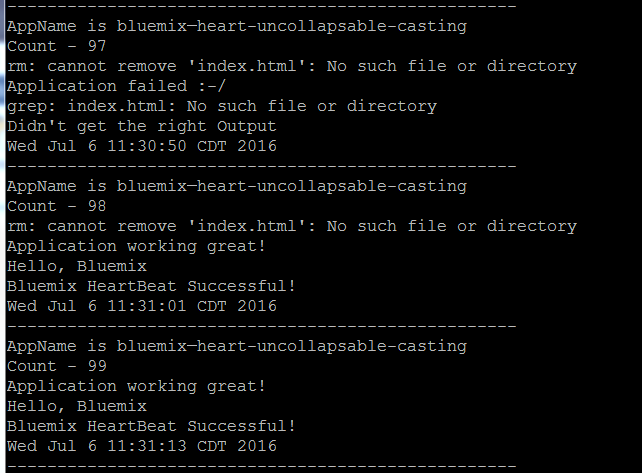 ---------------------------------------------------
AppName is bluemix—heart-uncollapsable-casting
Count - 97
rm: cannot remove 'index.html': No such file or directory
Application failed :-/
grep: index.html: No such file or directory
Didn't get the right Output
Wed Jul 6 11:30:50 CDT 2016
---------------------------------------------------
AppName is bluemix—heart-uncollapsable-casting
Count - 98
rm: cannot remove 'index.html': No such file or directory
Application working great!
Hello, Bluemix
Bluemix HeartBeat Successful!
Wed Jul 6 11:31:01 CDT 2016
---------------------------------------------------
AppName is bluemix—heart-uncollapsable-casting
Count - 99
Application working great!
Hello, Bluemix
Bluemix HeartBeat Successful!
Wed Jul 6 11:31:13 CDT 2016
---------------------------------------------------